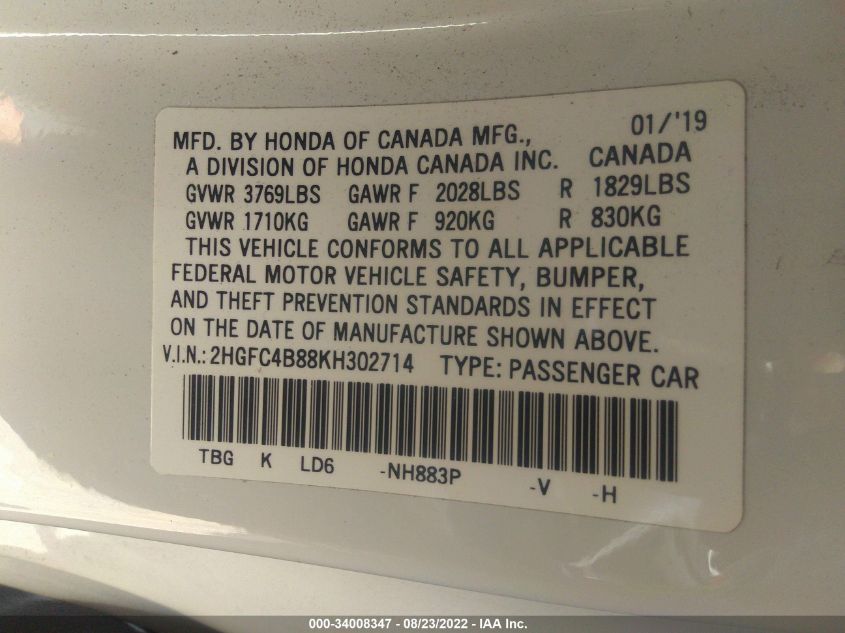 01/'19
MFD. BY HONDA OF CANADA MFG.,
A DIVISION OF HONDA CANADA INC. CANADA
GVWR 3769LBS GAWR F 2028LBS R 1829LBS
GVWR 1710KG GAWR F 920KG R 830KG
THIS VEHICLE CONFORMS TO ALL APPLICABLE
FEDERAL MOTOR VEHICLE SAFETY, BUMPER,
AND THEFT PREVENTION STANDARDS IN EFFECT
ON THE DATE OF MANUFACTURE SHOWN ABOVE.
V.I.N.: 2HGFC4B88KH302714 TYPE: PASSENGER CAR
TBG K LD6 -NH883P -V -H
000-34008347 - 08/23/2022 - IAA Inc.